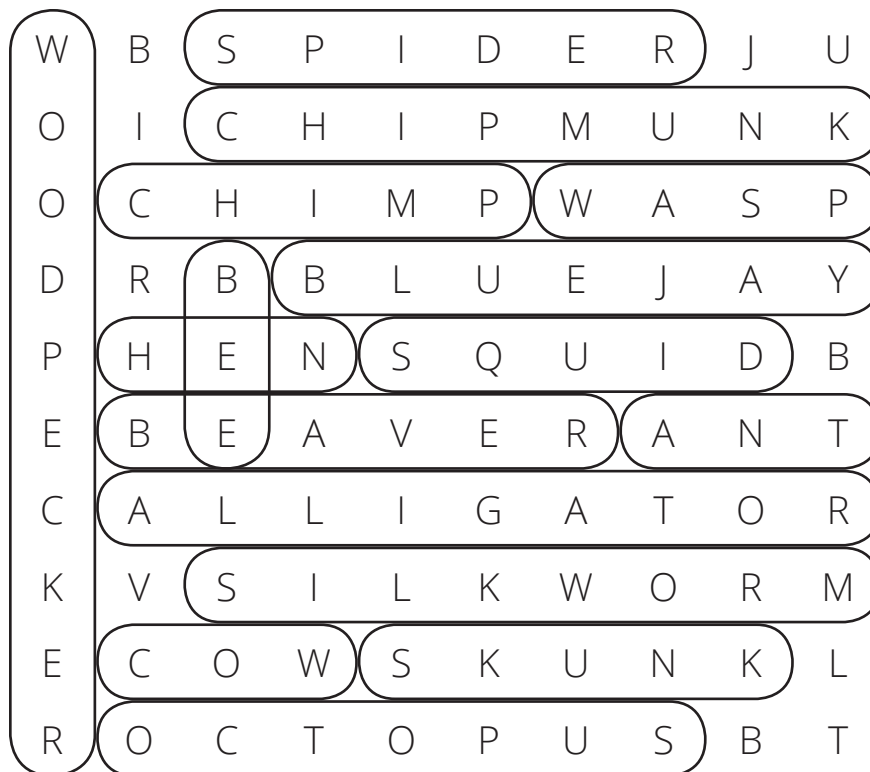 W B S P I D E R J U
O I C H I P M U N K
O C H I M P W A S P
D R B B L U E J A Y
P H E N S Q U I D B
E B E A V E R A N T
C A L L I G A T O R
K V S I L K W O R M
E C O W S K U N K L
R O C T O P U S B T